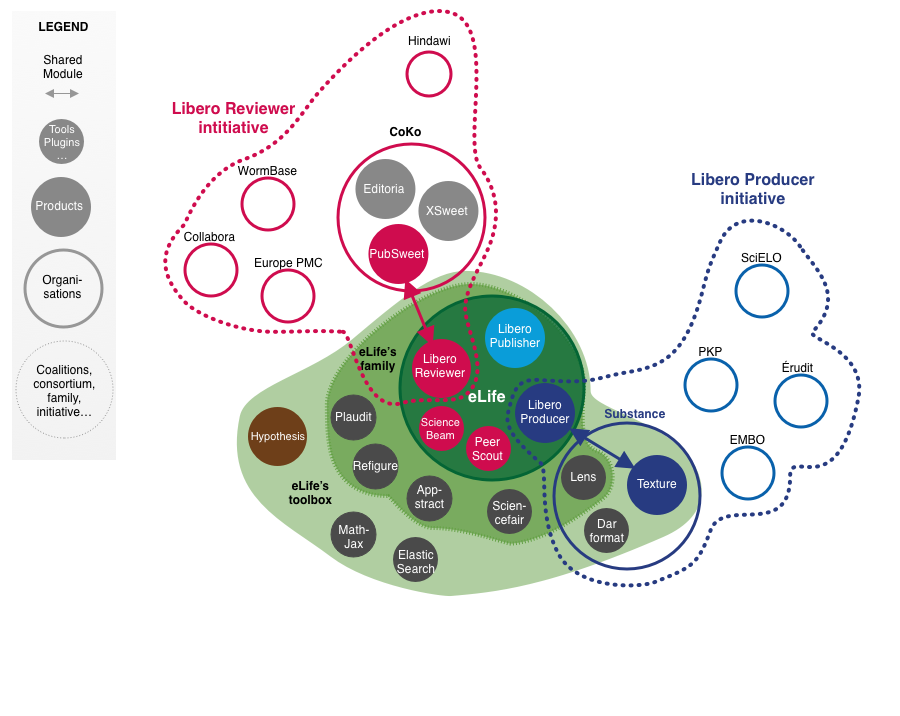 LEGEND
Shared
Module
Tools
Plugins
...
Products
Organi-
sations
Coalitions,
consortium,
family,
initiative...
Libero Reviewer
intitiative
Hindawi
CoKo
WormBase
Editoria
XSweet
PubSweet
Collabora
Europe PMC
Libero Producer
initiative
SciELO
PKP
Érudit
EMBO
eLife's
family
Libero
Publisher
Libero
Reviewer
eLife
Libero
Producer
Science
Beam
Peer
Scout
Substance
Texture
Lens
Dar
format
Plaudit
Hypothesis
Refigure
eLife's
toolbox
App-
stract
Scien-
cefair
Math-
Jax
Elastic
Search